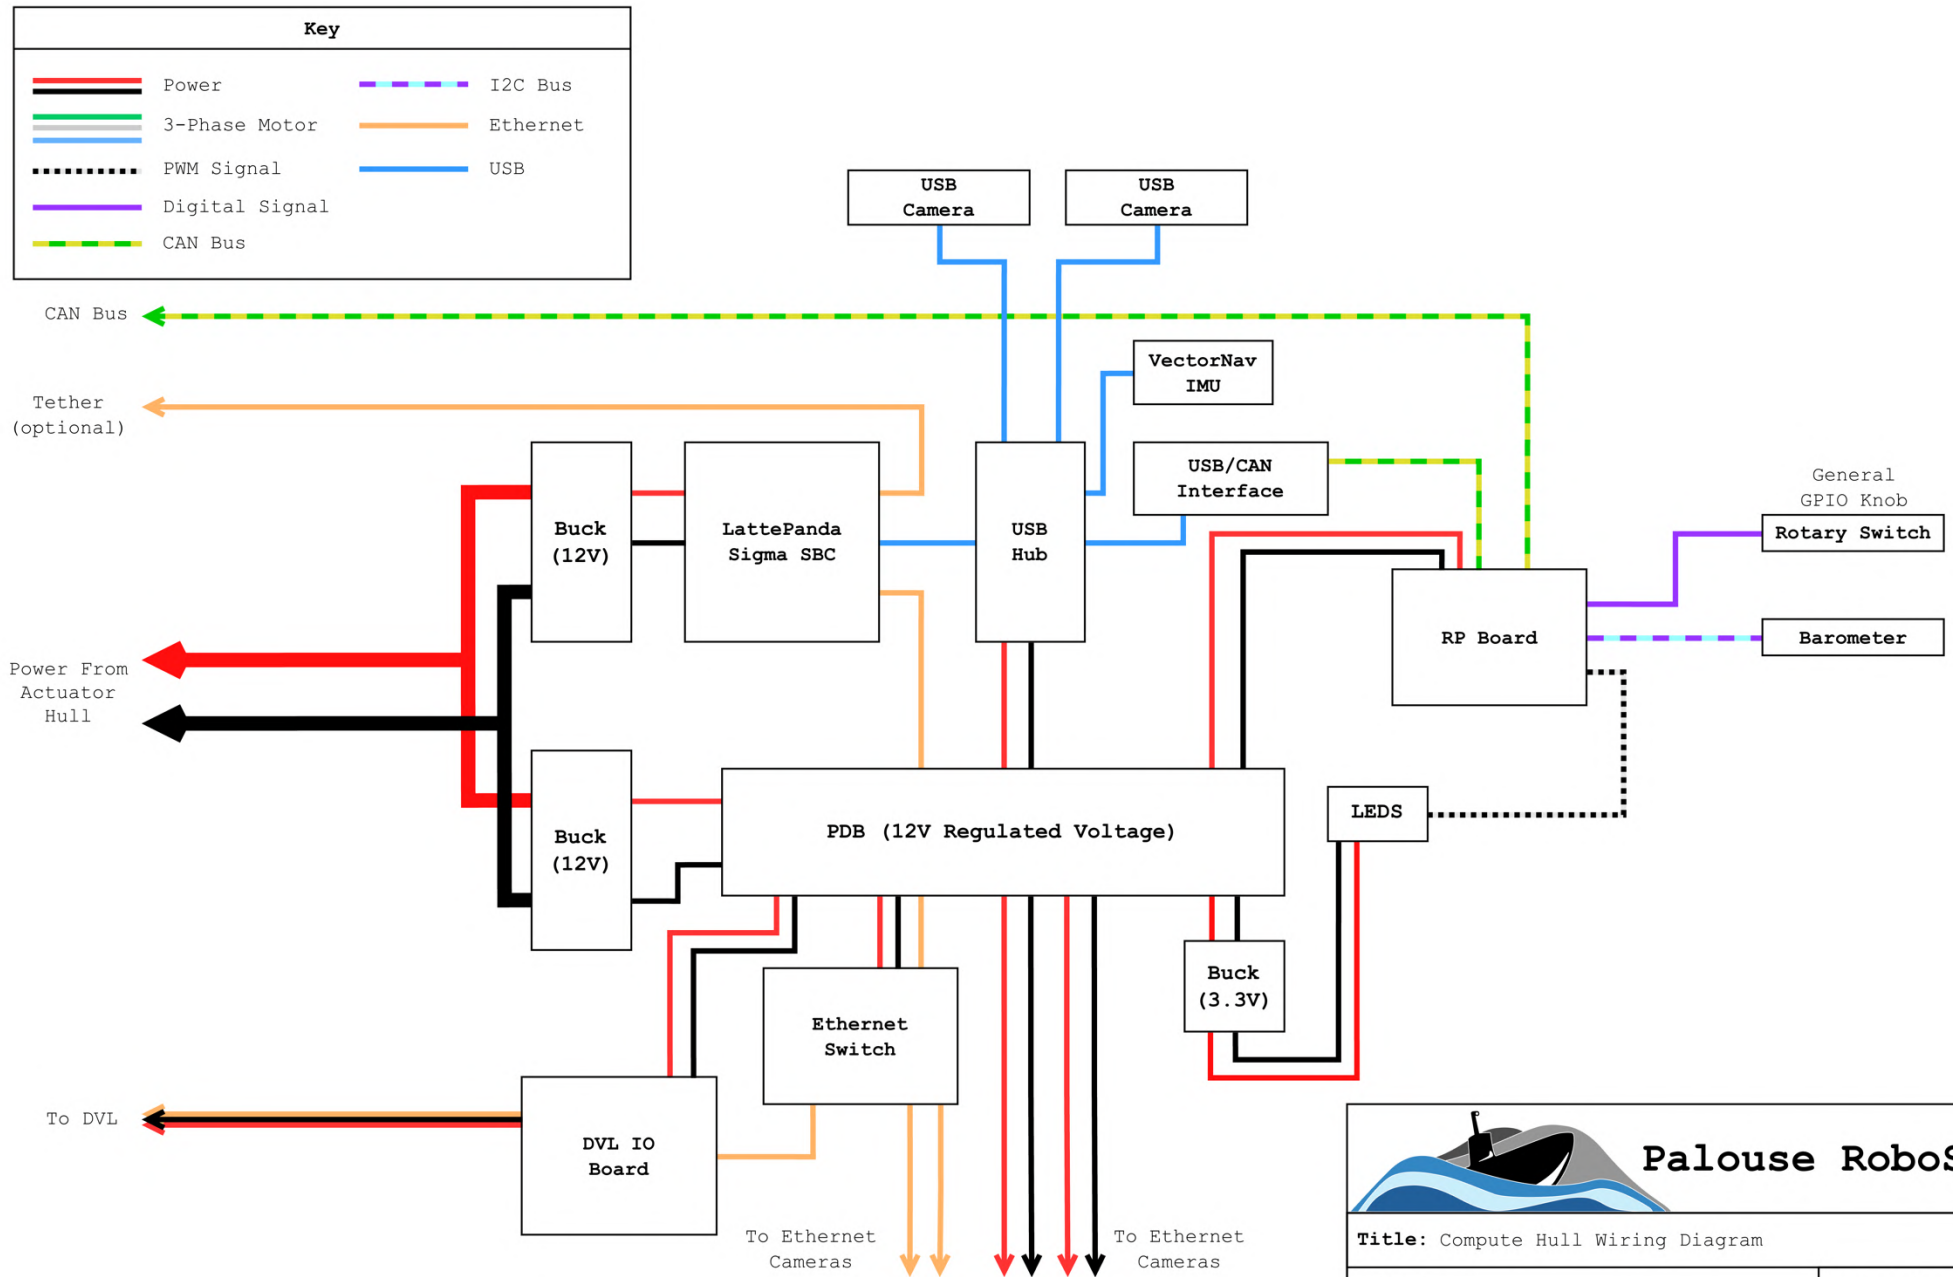 Key
Power
I2C Bus
3-Phase Motor
Ethernet
PWM Signal
USB
Digital Signal
CAN Bus
USB
Camera
USB
Camera
CAN Bus
VectorNav
IMU
Tether
(optional)
Buck
(12V)
LattePanda
Sigma SBC
USB
Hub
USB/CAN
Interface
General
GPIO Knob
Rotary Switch
RP Board
Barometer
Power From
Actuator
Hull
Buck
(12V)
PDB (12V Regulated Voltage)
LEDS
Buck
(3.3V)
Ethernet
Switch
To DVL
DVL IO
Board
To Ethernet
Cameras
To Ethernet
Cameras
Palouse RoboS
Title: Compute Hull Wiring Diagram